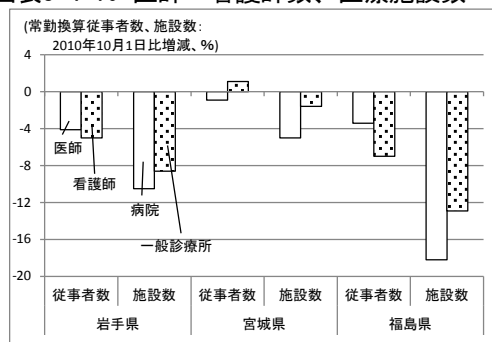 (常勤換算従事者数、施設数:
2010年10月1日比増減、%)
4
0
-4
-8
-12
-16
-20
医師
看護師
病院
一般診療所
従事者数 施設数 従事者数 施設数 従事者数 施設数
岩手県 宮城県 福島県